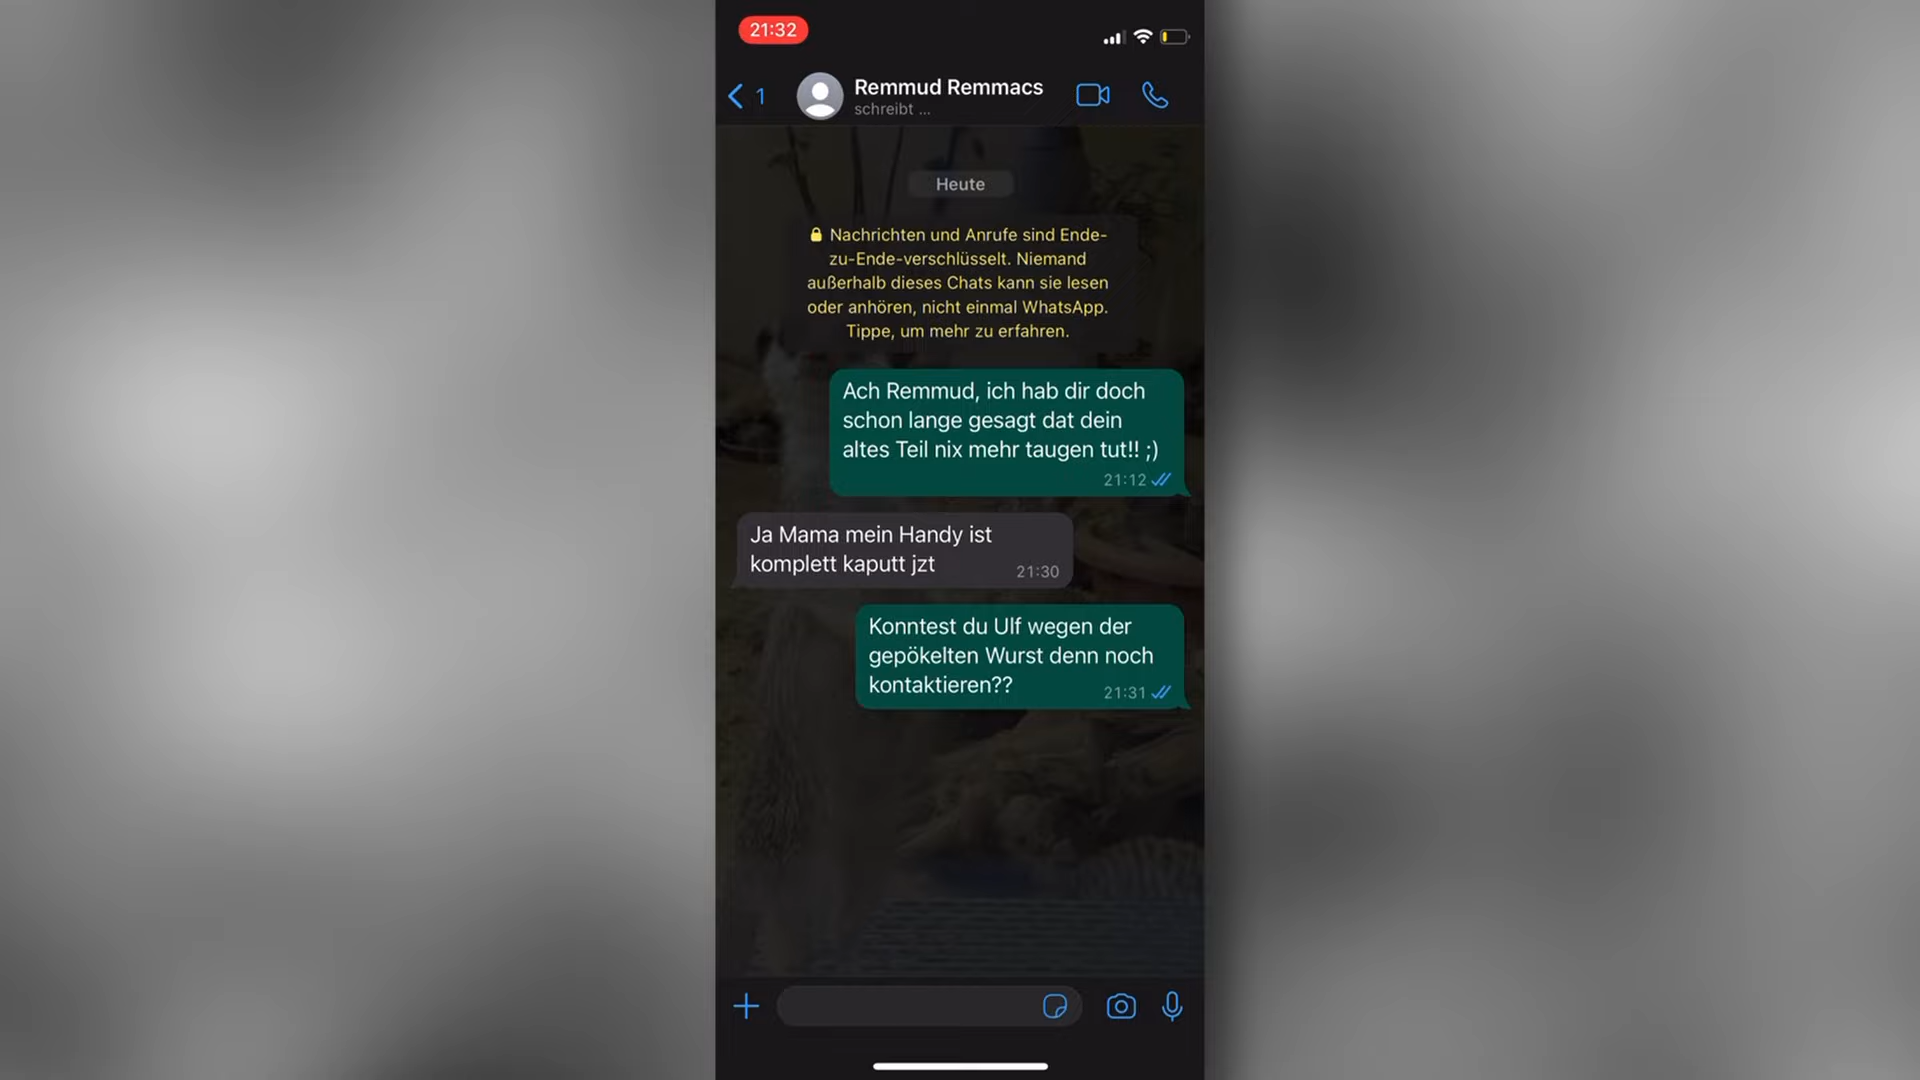 21:32
1
Remmud Remmacs
schreibt ...
Heute
Nachrichten und Anrufe sind Ende-
zu-Ende-verschlüsselt. Niemand
außerhalb dieses Chats kann sie lesen
oder anhören, nicht einmal WhatsApp.
Tippe, um mehr zu erfahren.
Ach Remmud, ich hab dir doch
schon lange gesagt dat dein
altes Teil nix mehr taugen tut!! ;)
21:12
Ja Mama mein Handy ist
komplett kaputt jzt
21:30
Konntest du Ulf wegen der
gepökelten Wurst denn noch
kontaktieren??
21:31